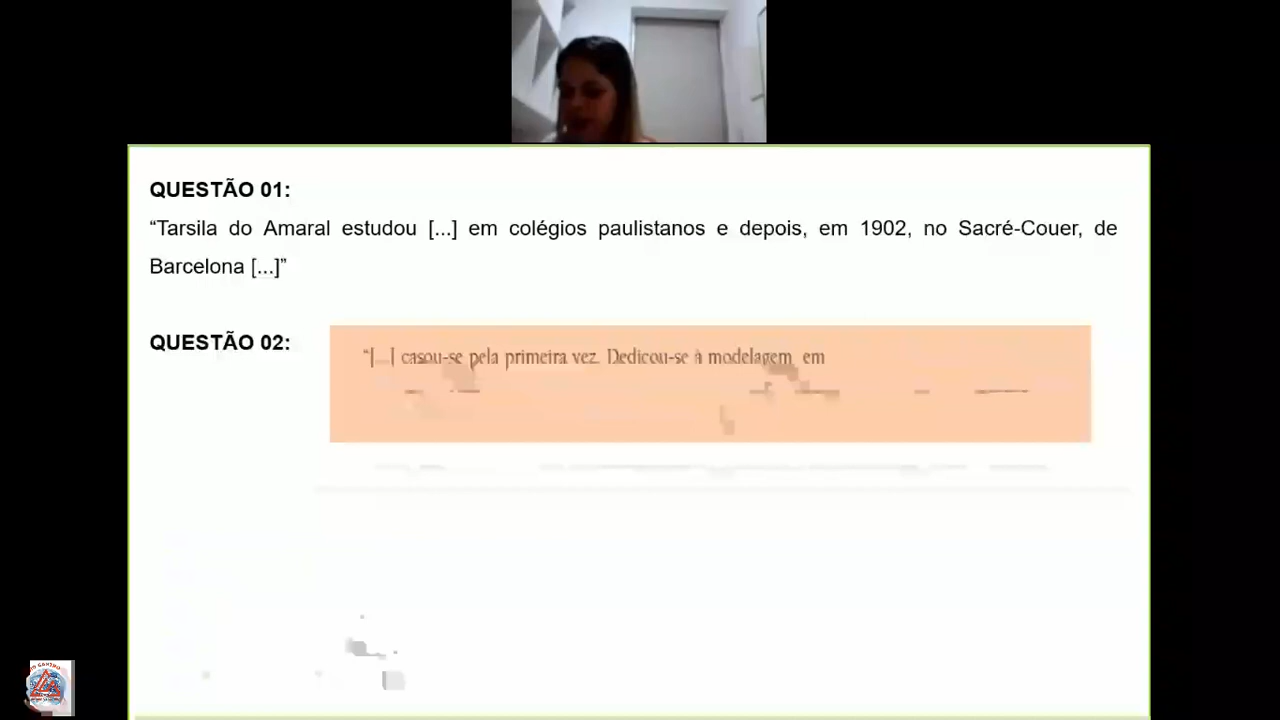 QUESTÃO 01:
“Tarsila do Amaral estudou [...] em colégios paulistanos e depois, em 1902, no Sacré-Couer, de
Barcelona [...]”
QUESTÃO 02:
“[...] casou-se pela primeira vez. Dedicou-se à modelagem, em